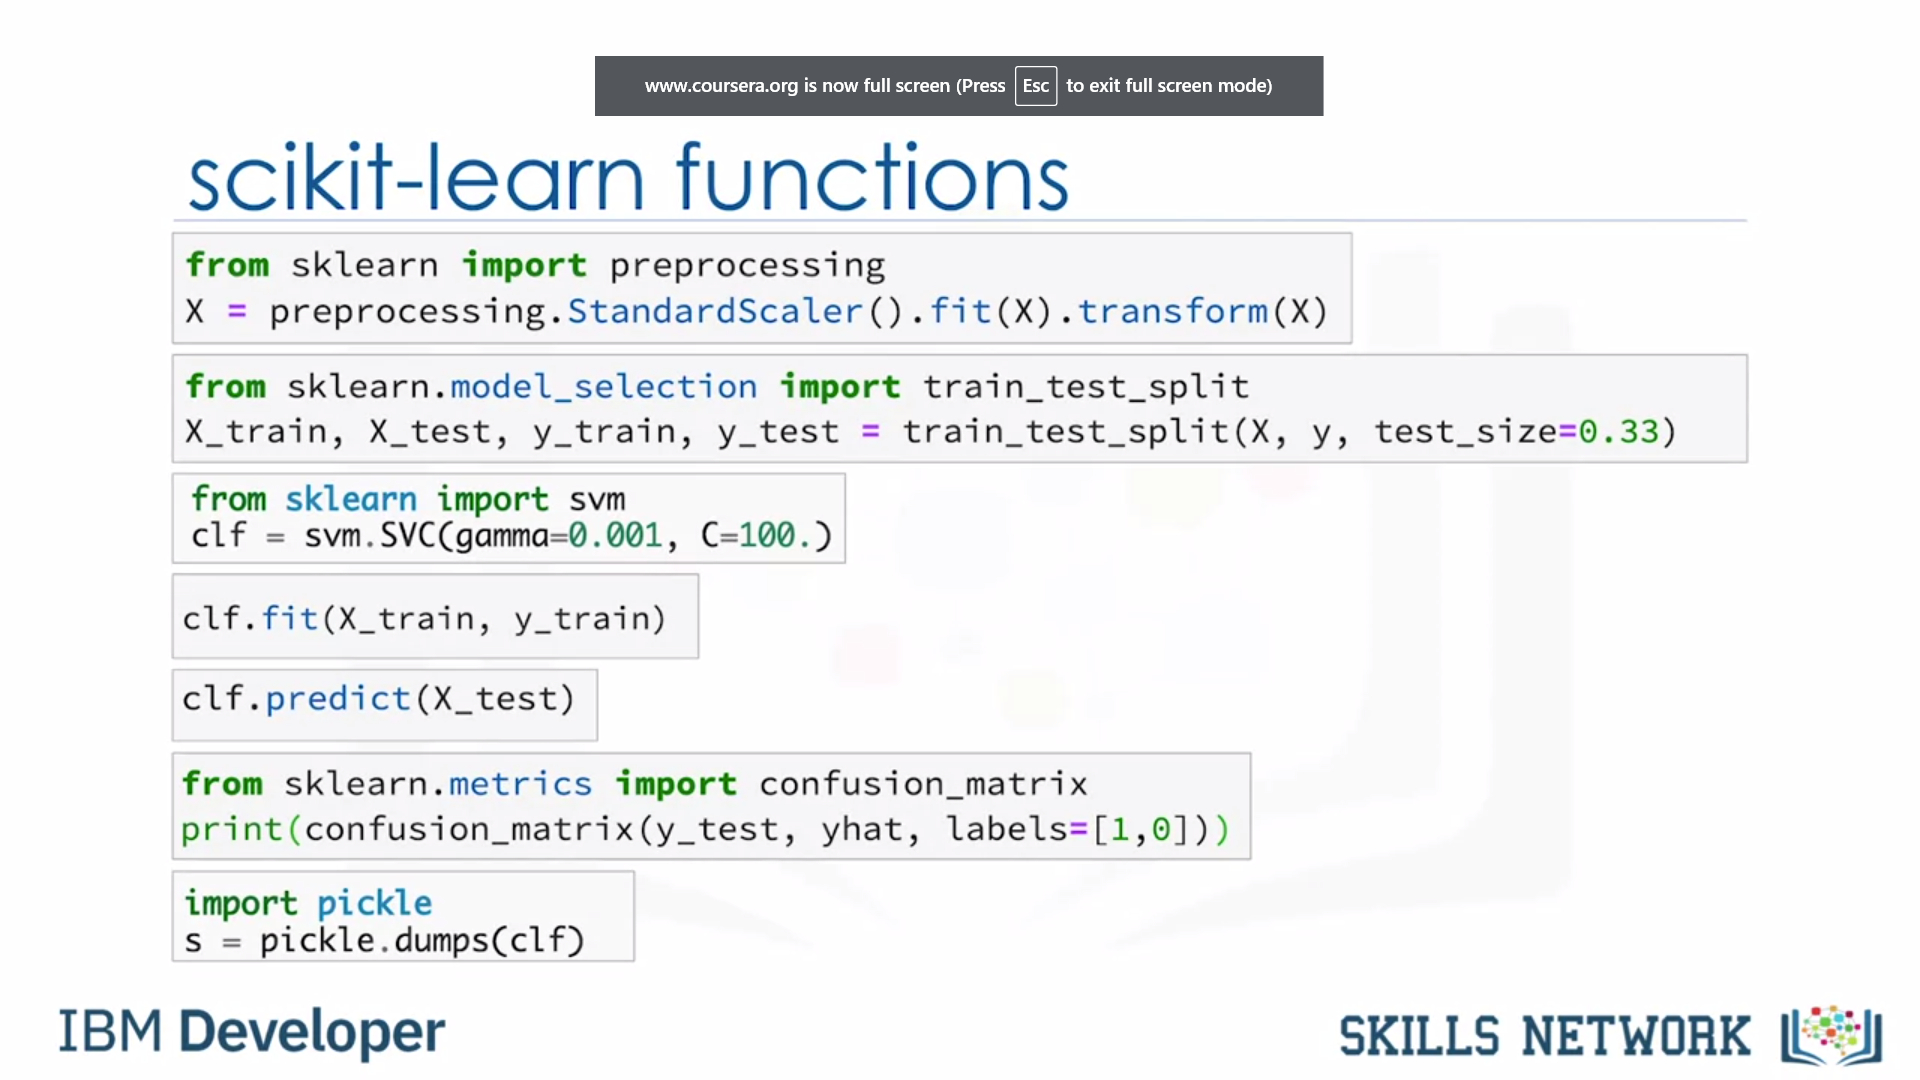 www.coursera.org is now full screen (Press Esc to exit full screen mode)
scikit-learn functions
from sklearn import preprocessing
X = preprocessing.StandardScaler().fit(X).transform(X)
from sklearn.model_selection import train_test_split
X_train, X_test, y_train, y_test = train_test_split(X, y, test_size=0.33)
from sklearn import svm
clf = svm.SVC(gamma=0.001, C=100.)
clf.fit(X_train, y_train)
clf.predict(X_test)
from sklearn.metrics import confusion_matrix
print(confusion_matrix(y_test, yhat, labels=[1,0]))
import pickle
s = pickle.dumps(clf)
IBM Developer
SKILLS NETWORK